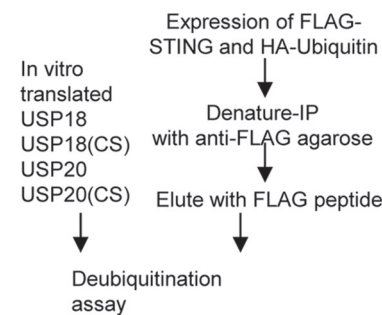 Expression of FLAG-
STING and HA-Ubiquitin
In vitro
translated
USP18
USP18(CS)
USP20
USP20(CS)
Denature-IP
with anti-FLAG agarose
Elute with FLAG peptide
Deubiquitination
assay